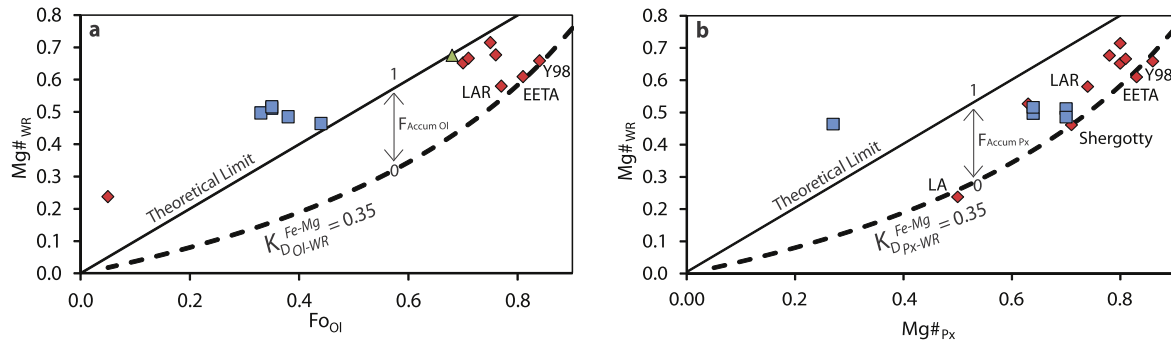 a
0.8
0.7
0.6
0.5
0.4
0.3
0.2
0.1
0.0
Mg#WR
0.0 0.2 0.4 0.6 0.8
FoOl
Theoretical Limit
1
FAccum Ol
0
KD Ol-WR Fe-Mg = 0.35
LAR
EETA
Y98
b
0.8
0.7
0.6
0.5
0.4
0.3
0.2
0.1
0.0
Mg#WR
0.00 0.2 0.4 0.6 0.8
Mg#Px
Theoretical Limit
1
FAccum Px
0
KD Px-WR Fe-Mg = 0.35
LA
LAR
Y98
EETA
Shergotty